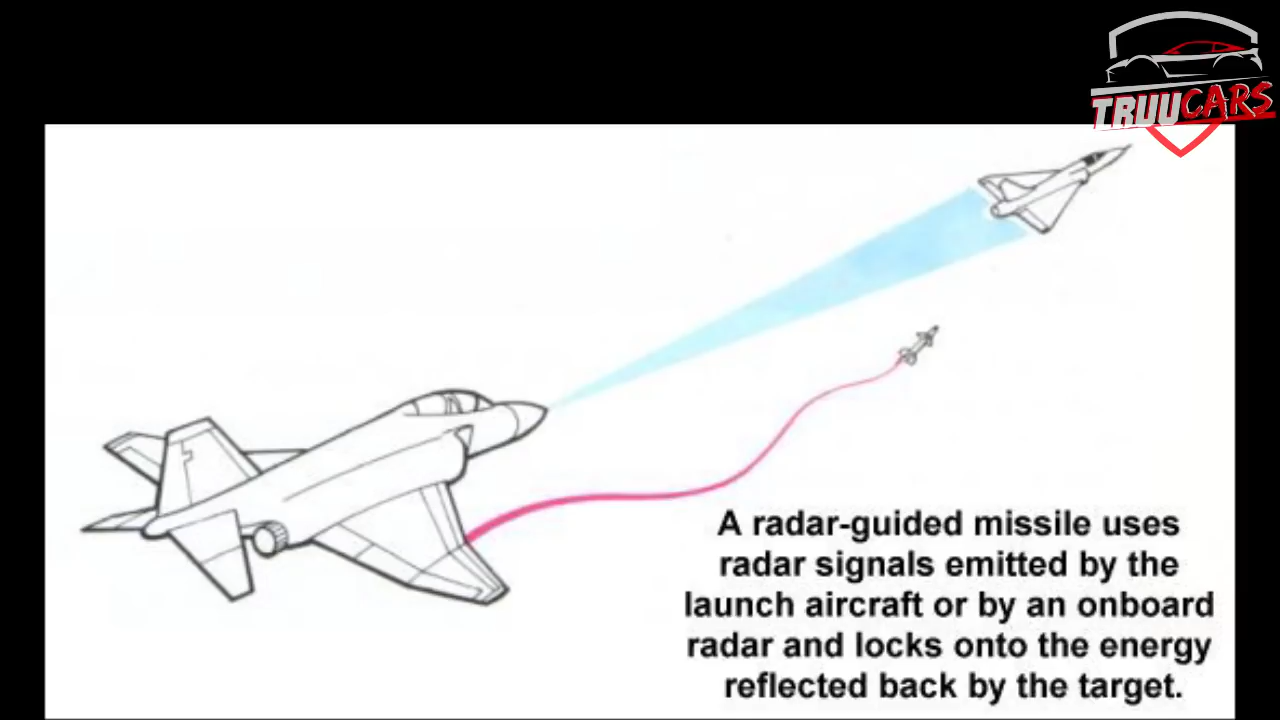 TRUUCARS
A radar-guided missile uses
radar signals emitted by the
launch aircraft or by an onboard
radar and locks onto the energy
reflected back by the target.